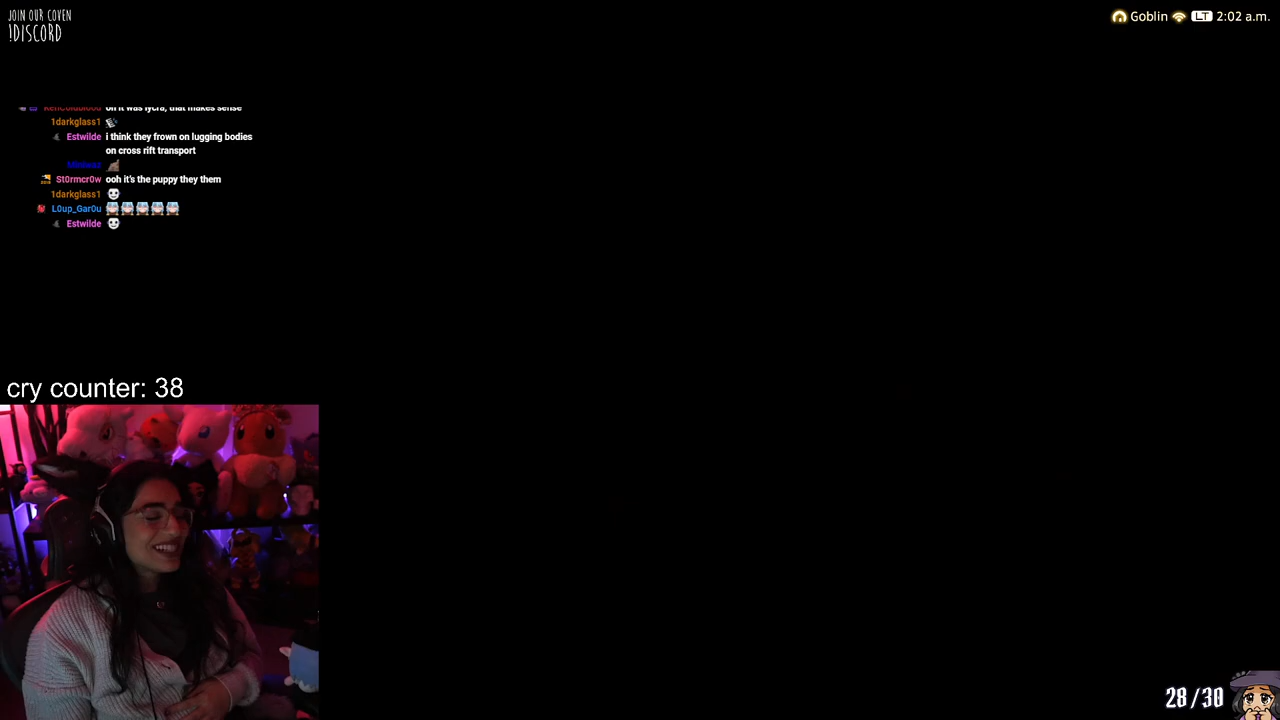 JOIN OUR COVEN
!DISCORD
Goblin LT 2:02 a.m.
oh it was lycra, that makes sense
1darkglass1
Estwilde i think they frown on lugging bodies
on cross rift transport
St0rmcr0w ooh it's the puppy they them
1darkglass1
L0up_Gar0u
Estwilde
cry counter: 38
28/30